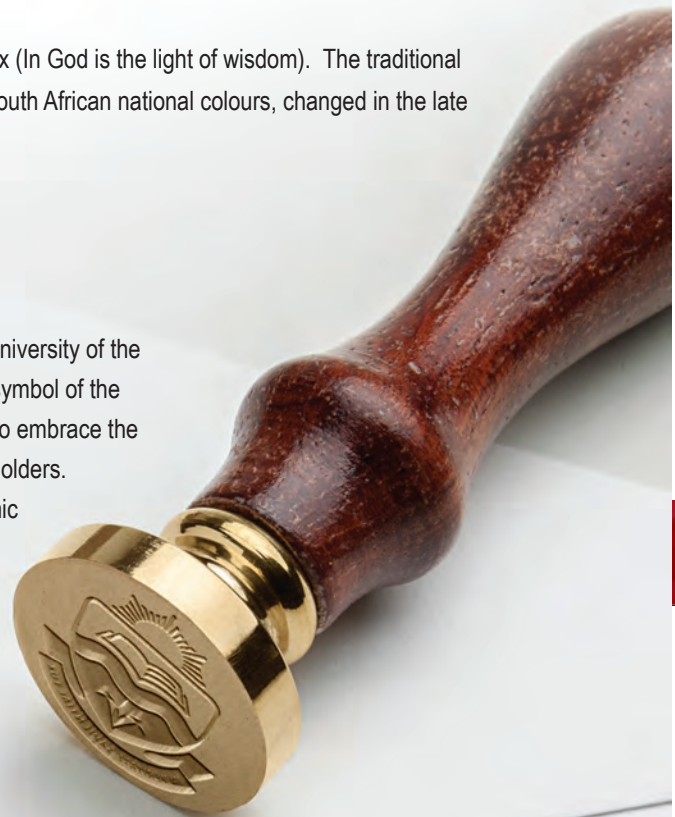 x (In God is the light of wisdom). The traditional
outh African national colours, changed in the late
niversity of the
ymbol of the
o embrace the
olders.
ic